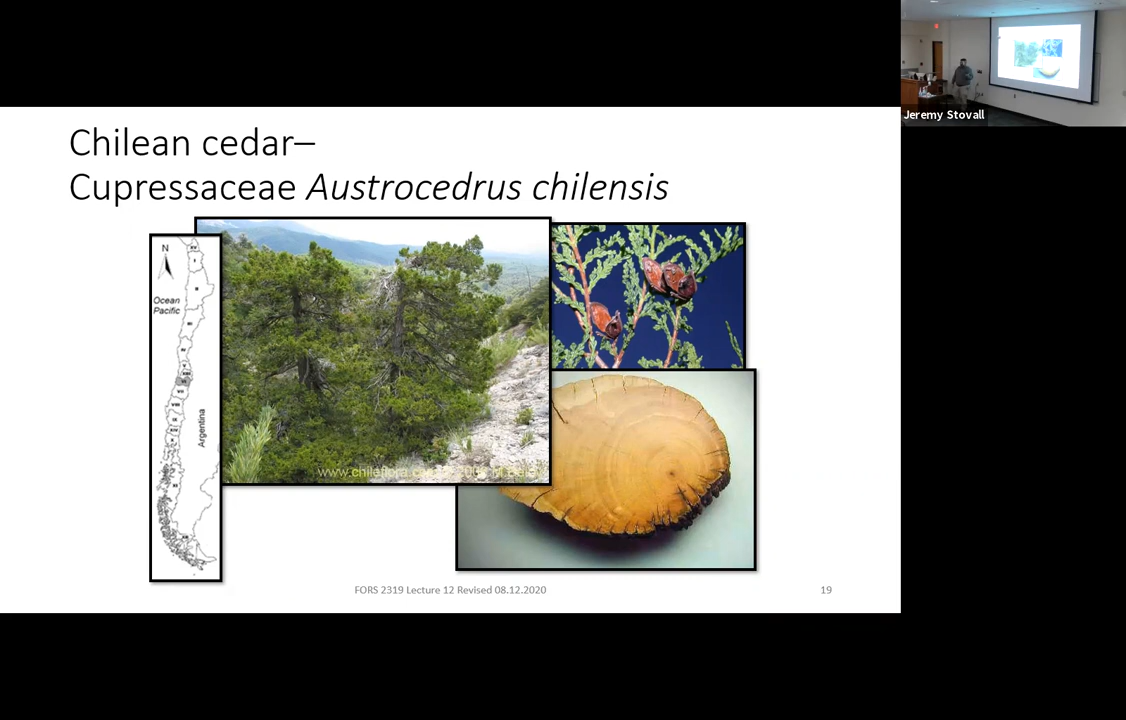 Jeremy Stovall
Chilean cedar–
Cupressaceae Austrocedrus chilensis
N
Ocean
Pacific
Argentina
www.chileflora.com
FORS 2319 Lecture 12 Revised 08.12.2020
19